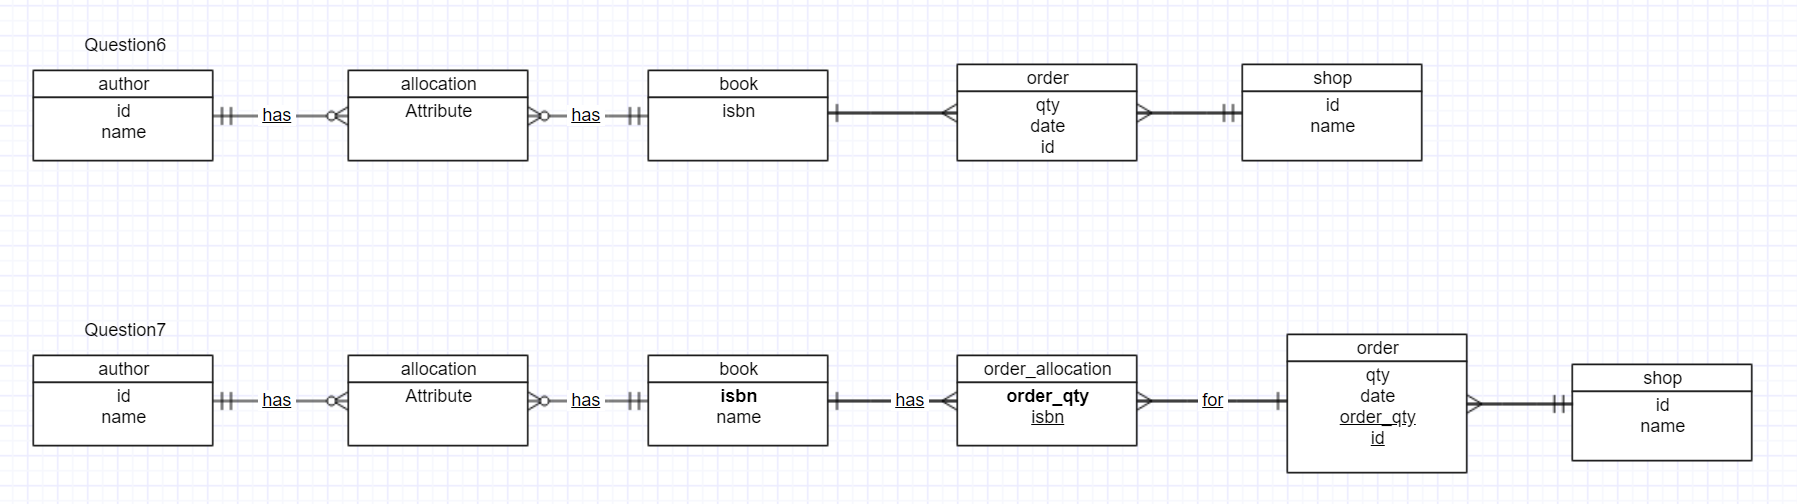 Question6
author
id
name
has
allocation
Attribute
has
book
isbn
order
qty
date
id
shop
id
name
Question7
author
id
name
has
allocation
Attribute
has
book
isbn
name
has
order_allocation
order_qty
isbn
for
order
qty
date
order_qty
id
shop
id
name